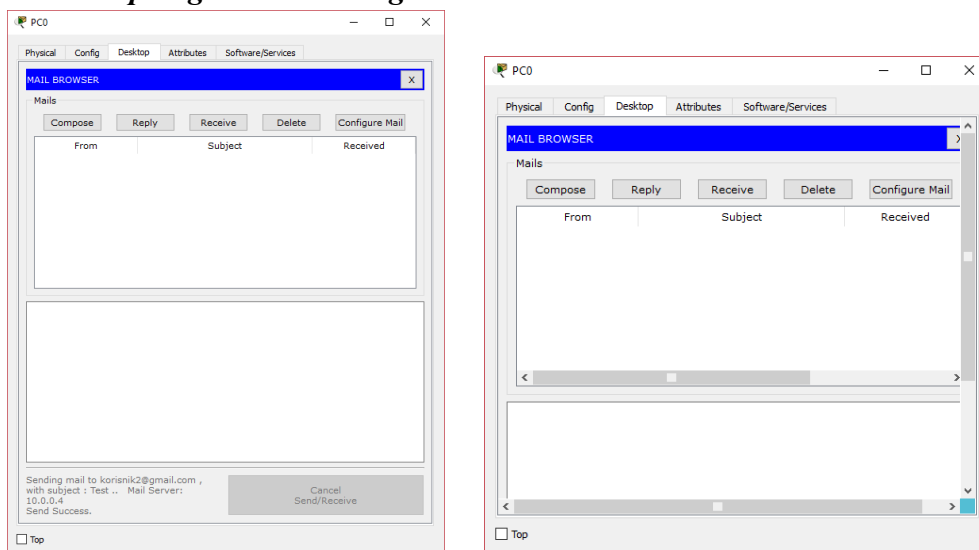 PC0
Physical Config Desktop Attributes Software/Services
MAIL BROWSER X
Mails
Compose Reply Receive Delete Configure Mail
From Subject Received
Sending mail to korisnik2@gmail.com ,
with subject : Test .. Mail Server:
10.0.0.4
Send Success.
Cancel
Send/Receive
Top
PC0
Physical Config Desktop Attributes Software/Services
MAIL BROWSER
Mails
Compose Reply Receive Delete Configure Mail
From Subject Received
Top